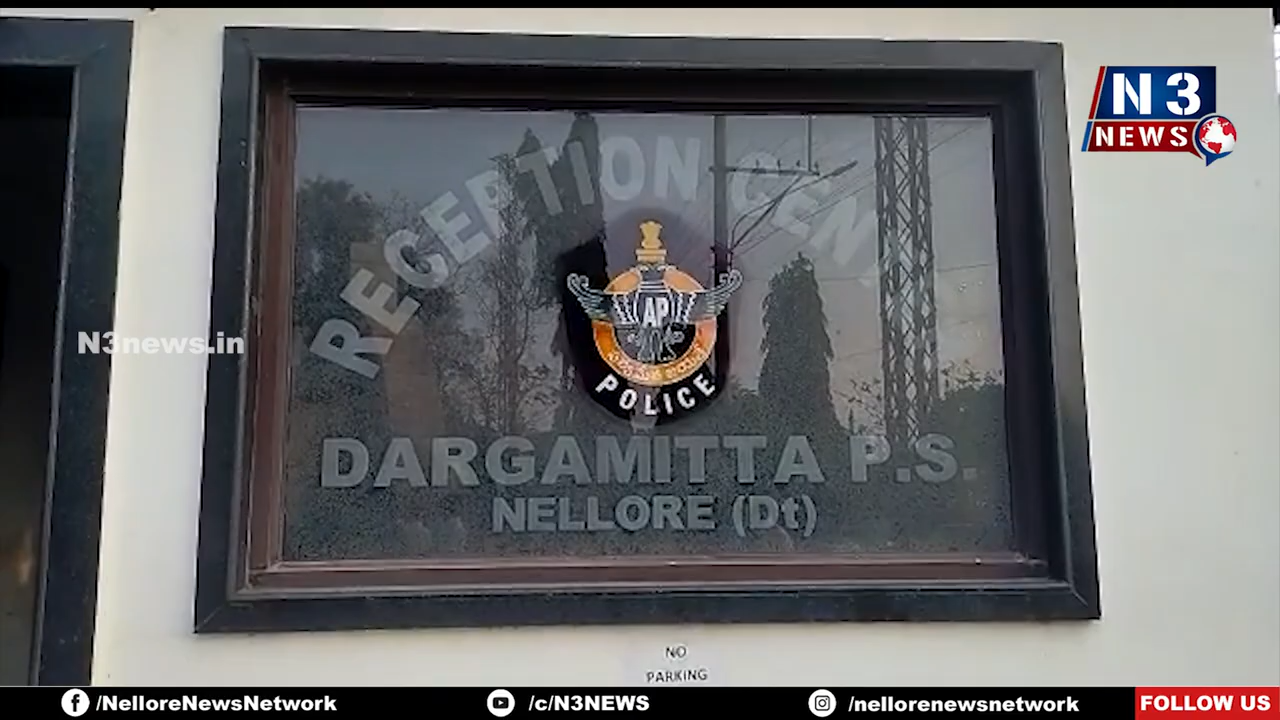 N3
NEWS
RECEPTION CEN
AP
POLICE
N3news.in
DARGAMITTA P.S.
NELLORE (Dt)
NO
PARKING
/NelloreNewsNetwork
/c/N3NEWS
/nellorenewsnetwork
FOLLOW US